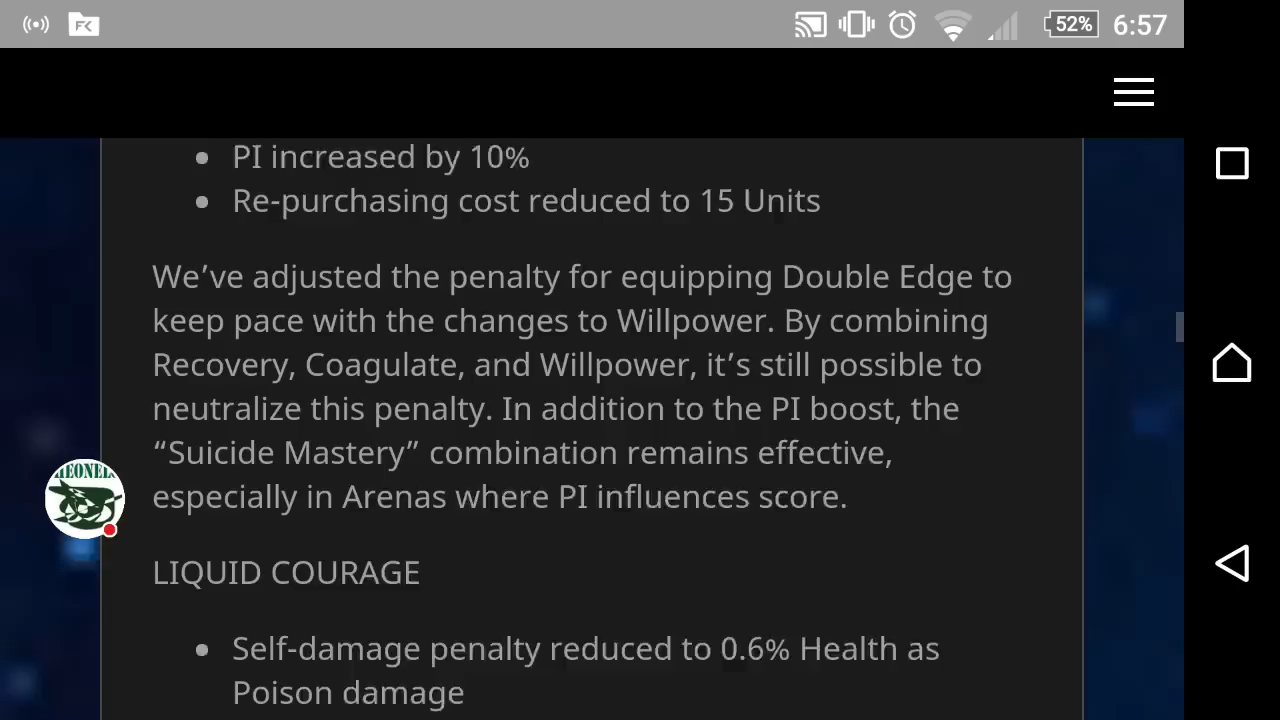 FK
52%
6:57
PI increased by 10%
Re-purchasing cost reduced to 15 Units
We’ve adjusted the penalty for equipping Double Edge to
keep pace with the changes to Willpower. By combining
Recovery, Coagulate, and Willpower, it’s still possible to
neutralize this penalty. In addition to the PI boost, the
“Suicide Mastery” combination remains effective,
especially in Arenas where PI influences score.
LIQUID COURAGE
Self-damage penalty reduced to 0.6% Health as
Poison damage